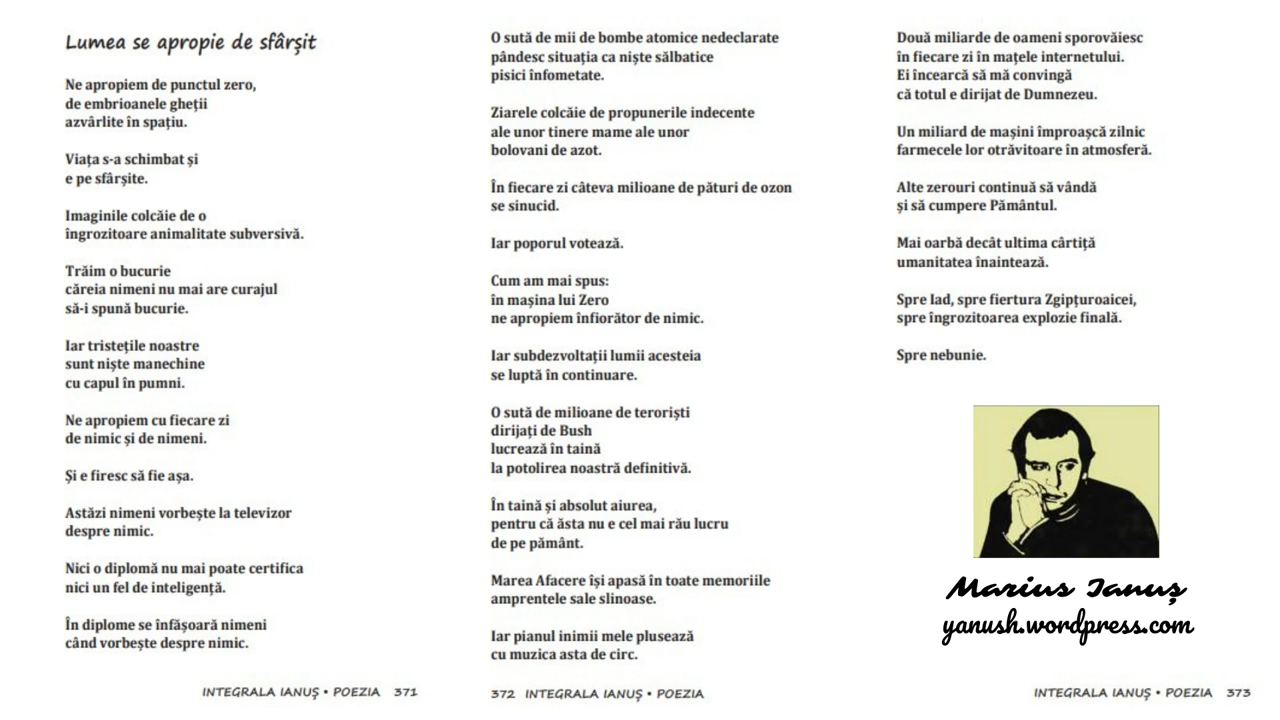 Lumea se apropie de sfârșit
Ne apropiem de punctul zero,
de embrioanele gheții
azvârlite în spațiu.
Viața s-a schimbat și
e pe sfârșite.
Imaginile colcăie de o
îngrozitoare animalitate subversivă.
Trăim o bucurie
căreia nimeni nu mai are curajul
să-i spună bucurie.
Iar tristețile noastre
sunt niște manechine
cu capul în pumni.
Ne apropiem cu fiecare zi
de nimic și de nimeni.
Și e firesc să fie așa.
Astăzi nimeni vorbește la televizor
despre nimic.
Nici o diplomă nu mai poate certifica
nici un fel de inteligență.
În diplome se înfășoară nimeni
când vorbește despre nimic.
INTEGRALA IANUȘ • POEZIA 371
O sută de mii de bombe atomice nedeclarate
pândesc situația ca niște sălbatice
pisici înfometate.
Ziarele colcăie de propunerile indecente
ale unor tinere mame ale unor
bolovani de azot.
În fiecare zi câteva milioane de pături de ozon
se sinucid.
Iar poporul votează.
Cum am mai spus:
în mașina lui Zero
ne apropiem înfiorător de nimic.
Iar subdezvoltații lumii acesteia
se luptă în continuare.
O sută de milioane de teroriști
dirijați de Bush
lucrează în taină
la potolirea noastră definitivă.
În taină și absolut aiurea,
pentru că ăsta nu e cel mai rău lucru
de pe pământ.
Marea Afacere își apasă în toate memoriile
amprentele sale slinoase.
Iar pianul inimii mele plusează
cu muzica asta de circ.
372 INTEGRALA IANUȘ • POEZIA
Două miliarde de oameni sporovăiesc
în fiecare zi în mațele internetului.
Ei încearcă să mă convingă
că totul e dirijat de Dumnezeu.
Un miliard de mașini împroașcă zilnic
farmecele lor otrăvitoare în atmosferă.
Alte zerouri continuă să vândă
și să cumpere Pământul.
Mai oarbă decât ultima cârtiță
umanitatea înaintează.
Spre Iad, spre fiertura Zgipțuroaicei,
spre îngrozitoarea explozie finală.
Spre nebunie.
Marius Ianuș
yanush.wordpress.com
INTEGRALA IANUȘ • POEZIA 373